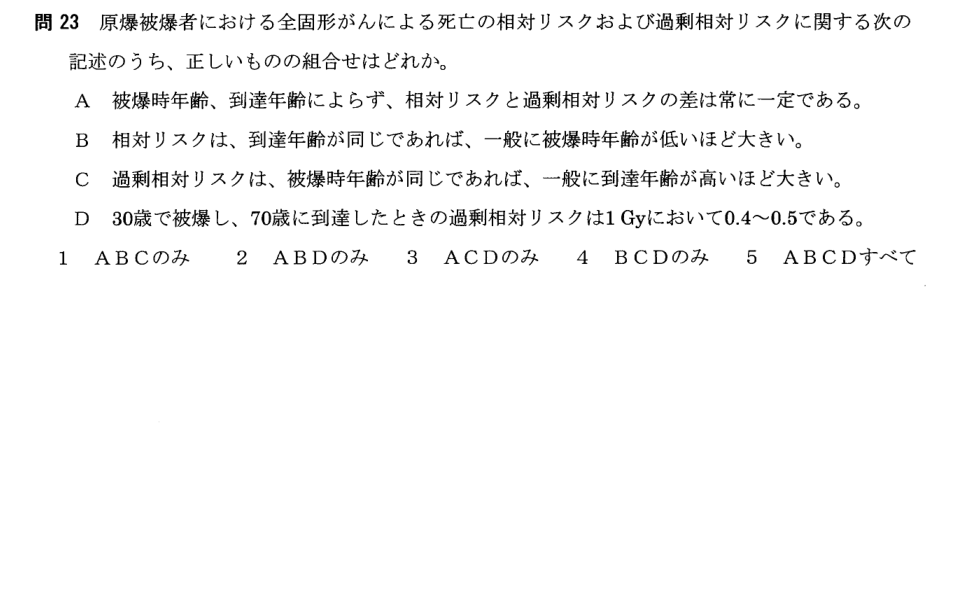 問 23 原爆被爆者における全固形がんによる死亡の相対リスクおよび過剰相対リスクに関する次の
記述のうち、正しいものの組合せはどれか。
A 被爆時年齢、到達年齢によらず、相対リスクと過剰相対リスクの差は常に一定である。
B 相対リスクは、到達年齢が同じであれば、一般に被爆時年齢が低いほど大きい。
C 過剰相対リスクは、被爆時年齢が同じであれば、一般に到達年齢が高いほど大きい。
D 30歳で被爆し、70歳に到達したときの過剰相対リスクは1 Gyにおいて0.4～0.5である。
1 ABCのみ 2 ABDのみ 3 ACDのみ 4 BCDのみ 5 ABCDすべて